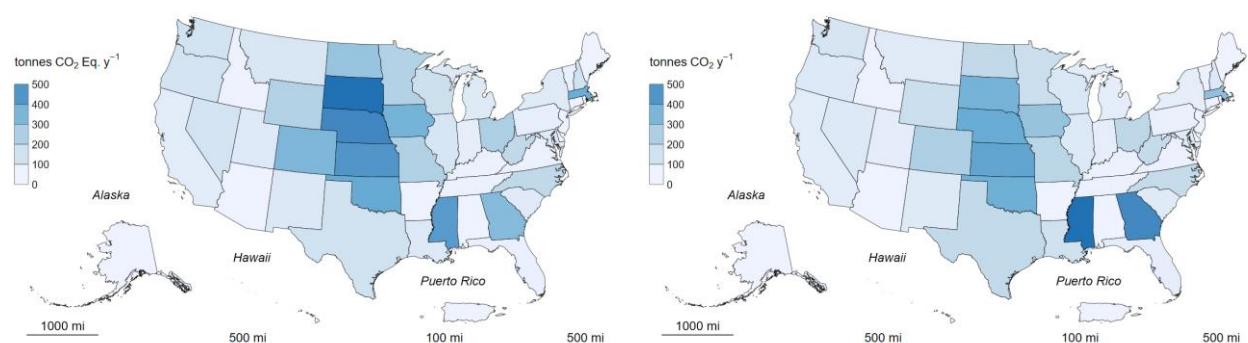 tonnes CO₂ Eq. y⁻¹
500
400
300
200
100
0
Alaska
Hawaii
Puerto Rico
1000 mi
500 mi
100 mi
500 mi
tonnes CO₂ y⁻¹
500
400
300
200
100
0
Alaska
Hawaii
Puerto Rico
1000 mi
500 mi
100 mi
500 mi